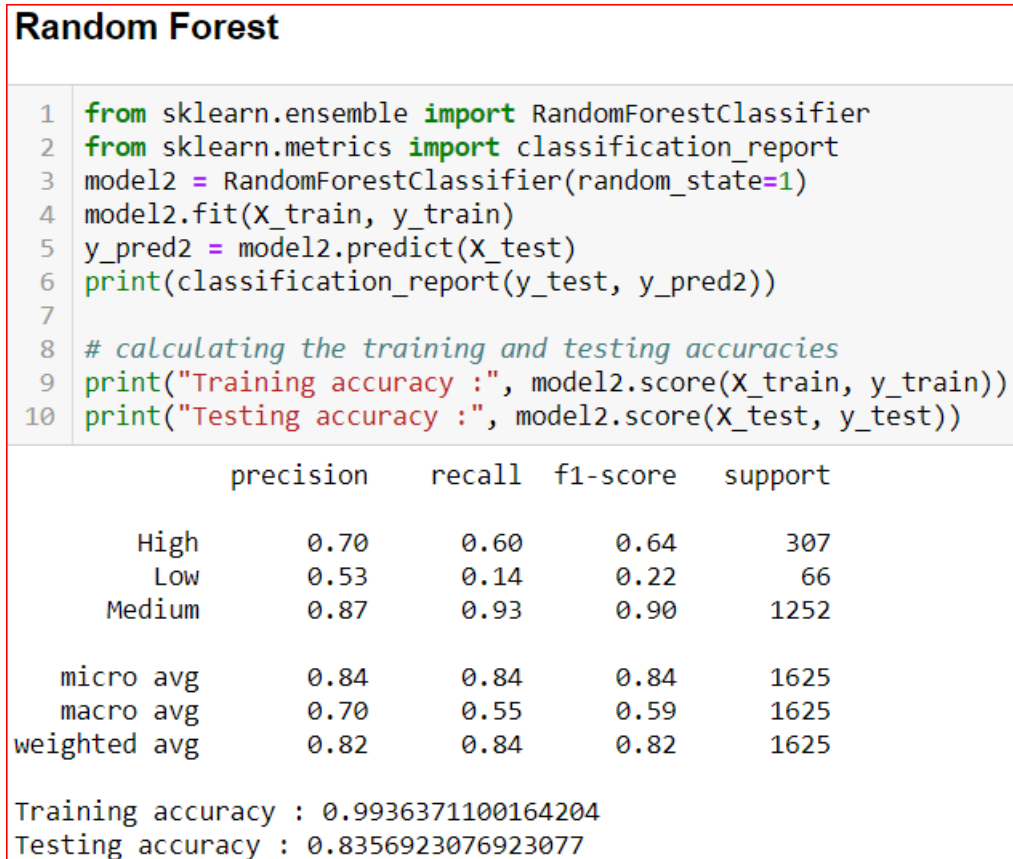 Random Forest
1 from sklearn.ensemble import RandomForestClassifier
2 from sklearn.metrics import classification_report
3 model2 = RandomForestClassifier(random_state=1)
4 model2.fit(X_train, y_train)
5 y_pred2 = model2.predict(X_test)
6 print(classification_report(y_test, y_pred2))
7
8 # calculating the training and testing accuracies
9 print("Training accuracy :", model2.score(X_train, y_train))
10 print("Testing accuracy :", model2.score(X_test, y_test))
precision recall f1-score support
High 0.70 0.60 0.64 307
Low 0.53 0.14 0.22 66
Medium 0.87 0.93 0.90 1252
micro avg 0.84 0.84 0.84 1625
macro avg 0.70 0.55 0.59 1625
weighted avg 0.82 0.84 0.82 1625
Training accuracy : 0.9936371100164204
Testing accuracy : 0.8356923076923077